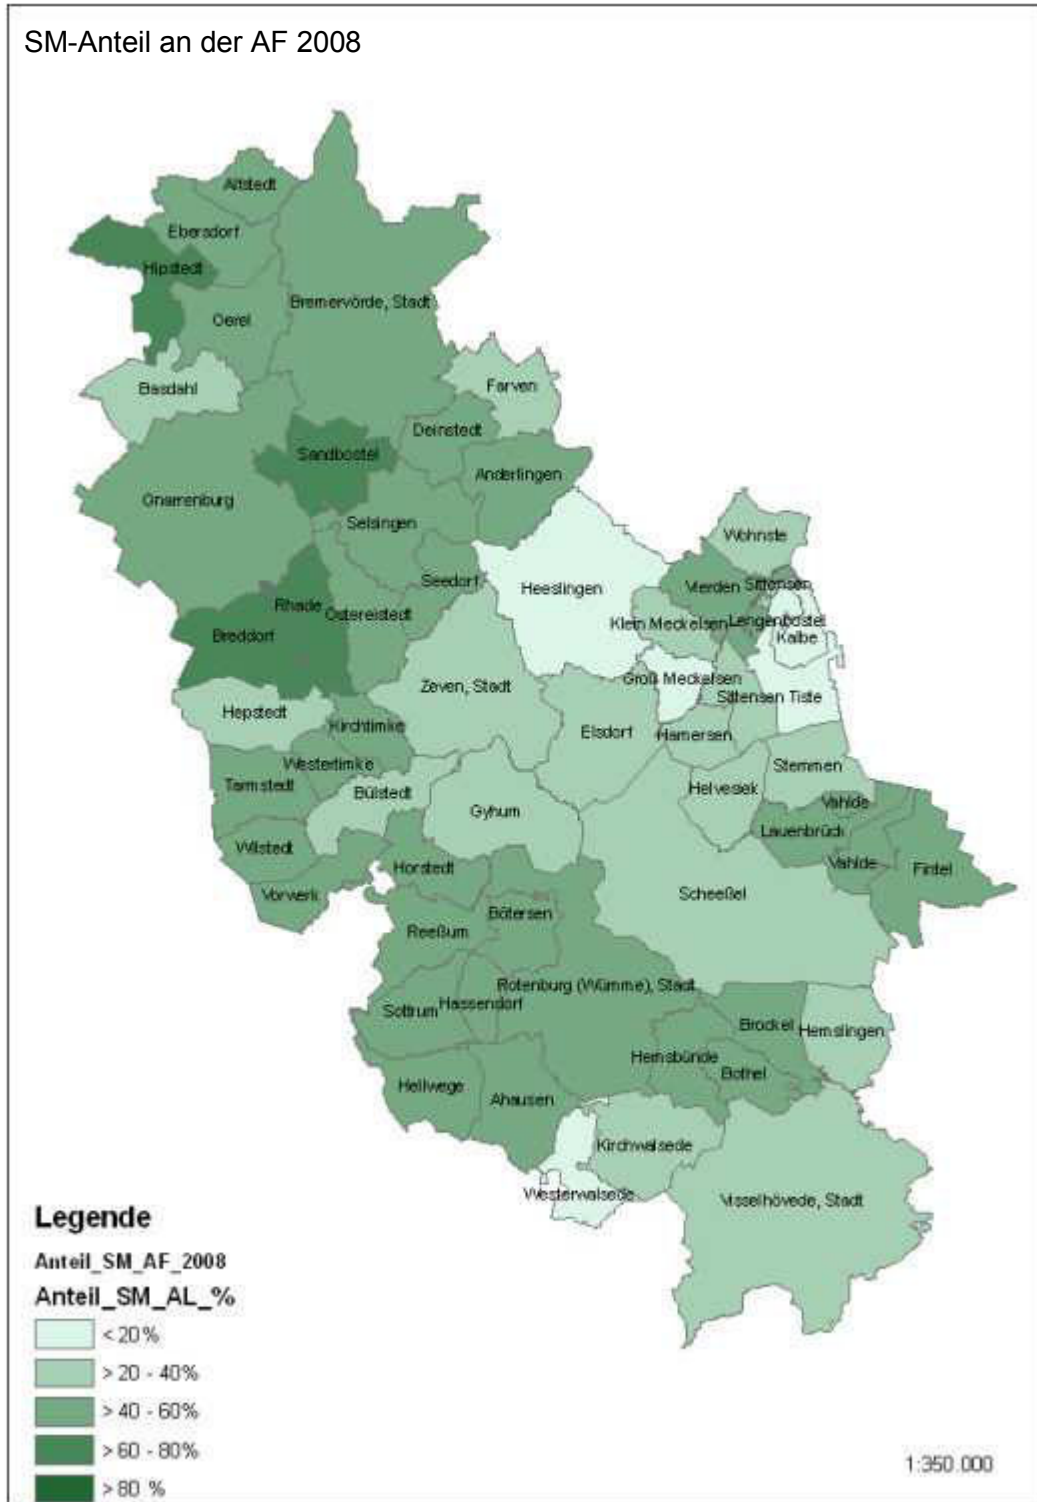 SM-Anteil an der AF 2008
Alfstedt
Ebersdorf
Hipstedt
Bremervörde, Stadt
Oerel
Farven
Basdahl
Deinstedt
Sandbostel
Anderlingen
Gnarrenburg
Selsingen
Wohnste
Seedorf
Heeslingen
Vierden
Sittensen
Rhade
Ostereistedt
Klein Meckelsen
Lengenbostel
Breddorf
Kalbe
Zeven, Stadt
Groß Meckelsen
Sittensen Tiste
Hepstedt
Kirchtimke
Elsdorf
Hamersen
Westertimke
Stemmen
Tarmstedt
Bülstedt
Helvesiek
Gyhum
Vahlde
Lauenbrück
Wilstedt
Horstedt
Vahlde
Fintel
Vorwerk
Scheeßel
Bötersen
Reeßum
Rotenburg (Wümme), Stadt
Sottrum
Hassendorf
Brockel
Hemslingen
Hemsbünde
Bothel
Hellwege
Ahausen
Kirchwalsede
Westerwalsede
Visselhövede, Stadt
Legende
Anteil_SM_AF_2008
Anteil_SM_AL_%
< 20%
> 20 - 40%
> 40 - 60%
> 60 - 80%
> 80 %
1:350.000